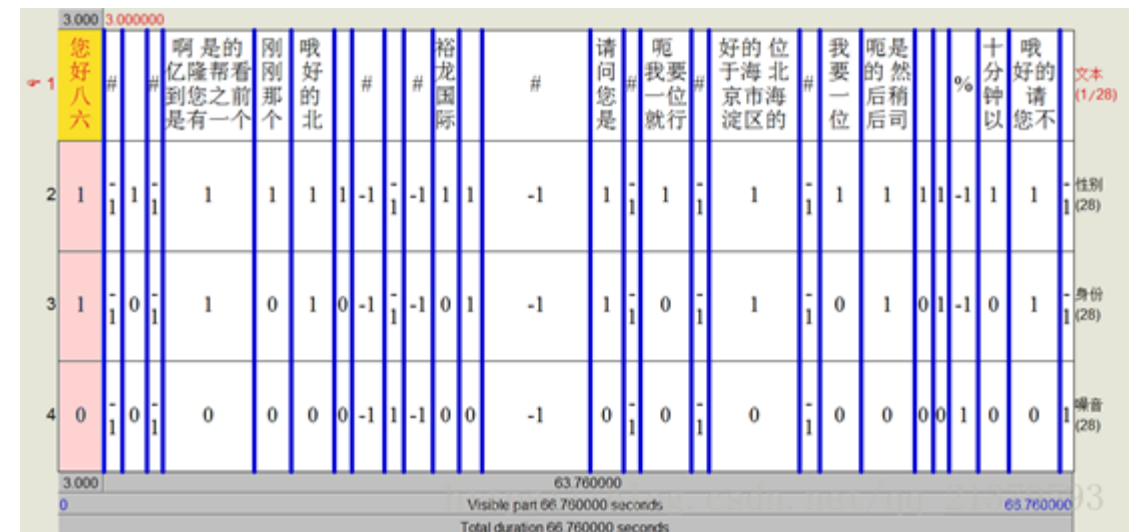 3.000 3.000000
您好八六 # # 啊 是的亿隆帮看到您之前是有一个 刚刚那个 哦好的北 # # 裕龙国际 # 请问您是 # 呃我要一位就行 # 好的 位于海 北京市海淀区的 # 我要一位 呃是的 然后稍后司 % 十分钟以 哦好的请您不
1 文本 (1/28)
2 1 -1 1 -1 1 1 1 1 -1 -1 -1 1 1 -1 1 -1 1 -1 1 -1 1 1 1 1 -1 1 1 -1 性别 (28)
3 1 -1 0 -1 1 0 1 0 -1 -1 -1 0 1 -1 1 -1 0 -1 1 -1 0 1 0 1 -1 0 1 -1 身份 (28)
4 0 -1 0 -1 0 0 0 0 -1 1 -1 0 0 -1 0 -1 0 -1 0 -1 0 0 0 0 1 0 0 1 噪音 (28)
3.000 63.760000
0 Visible part 66.760000 seconds 66.760000
Total duration 66.760000 seconds